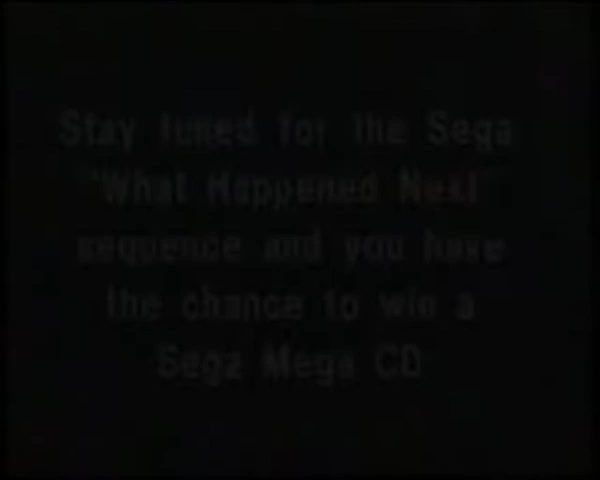 Stay tuned for the Sega
"What Happened Next"
sequence and you have
the chance to win a
Sega Mega CD